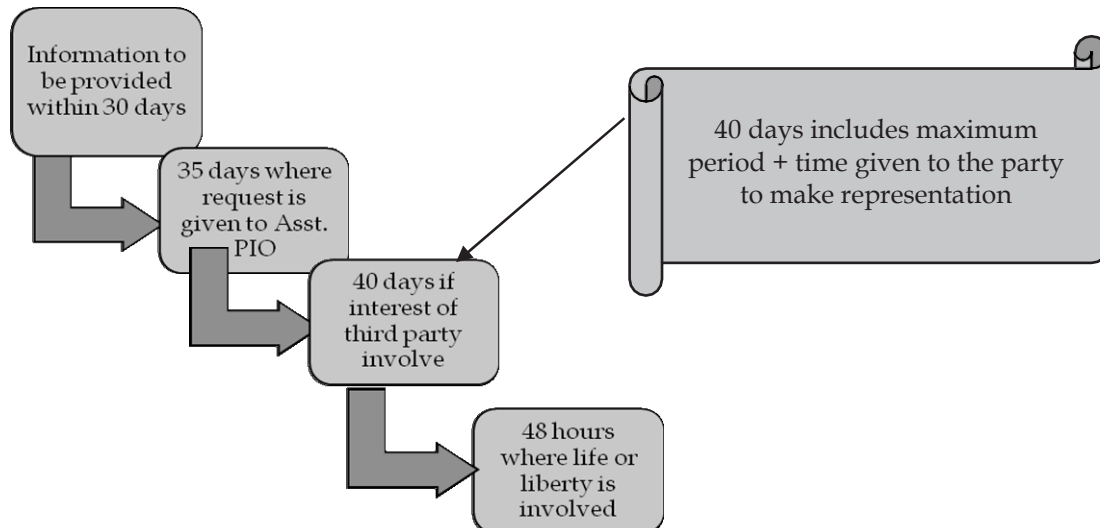 Information to
be provided
within 30 days
35 days where
request is
given to Asst.
PIO
40 days if
interest of
third party
involve
48 hours
where life or
liberty is
involved
40 days includes maximum
period + time given to the party
to make representation